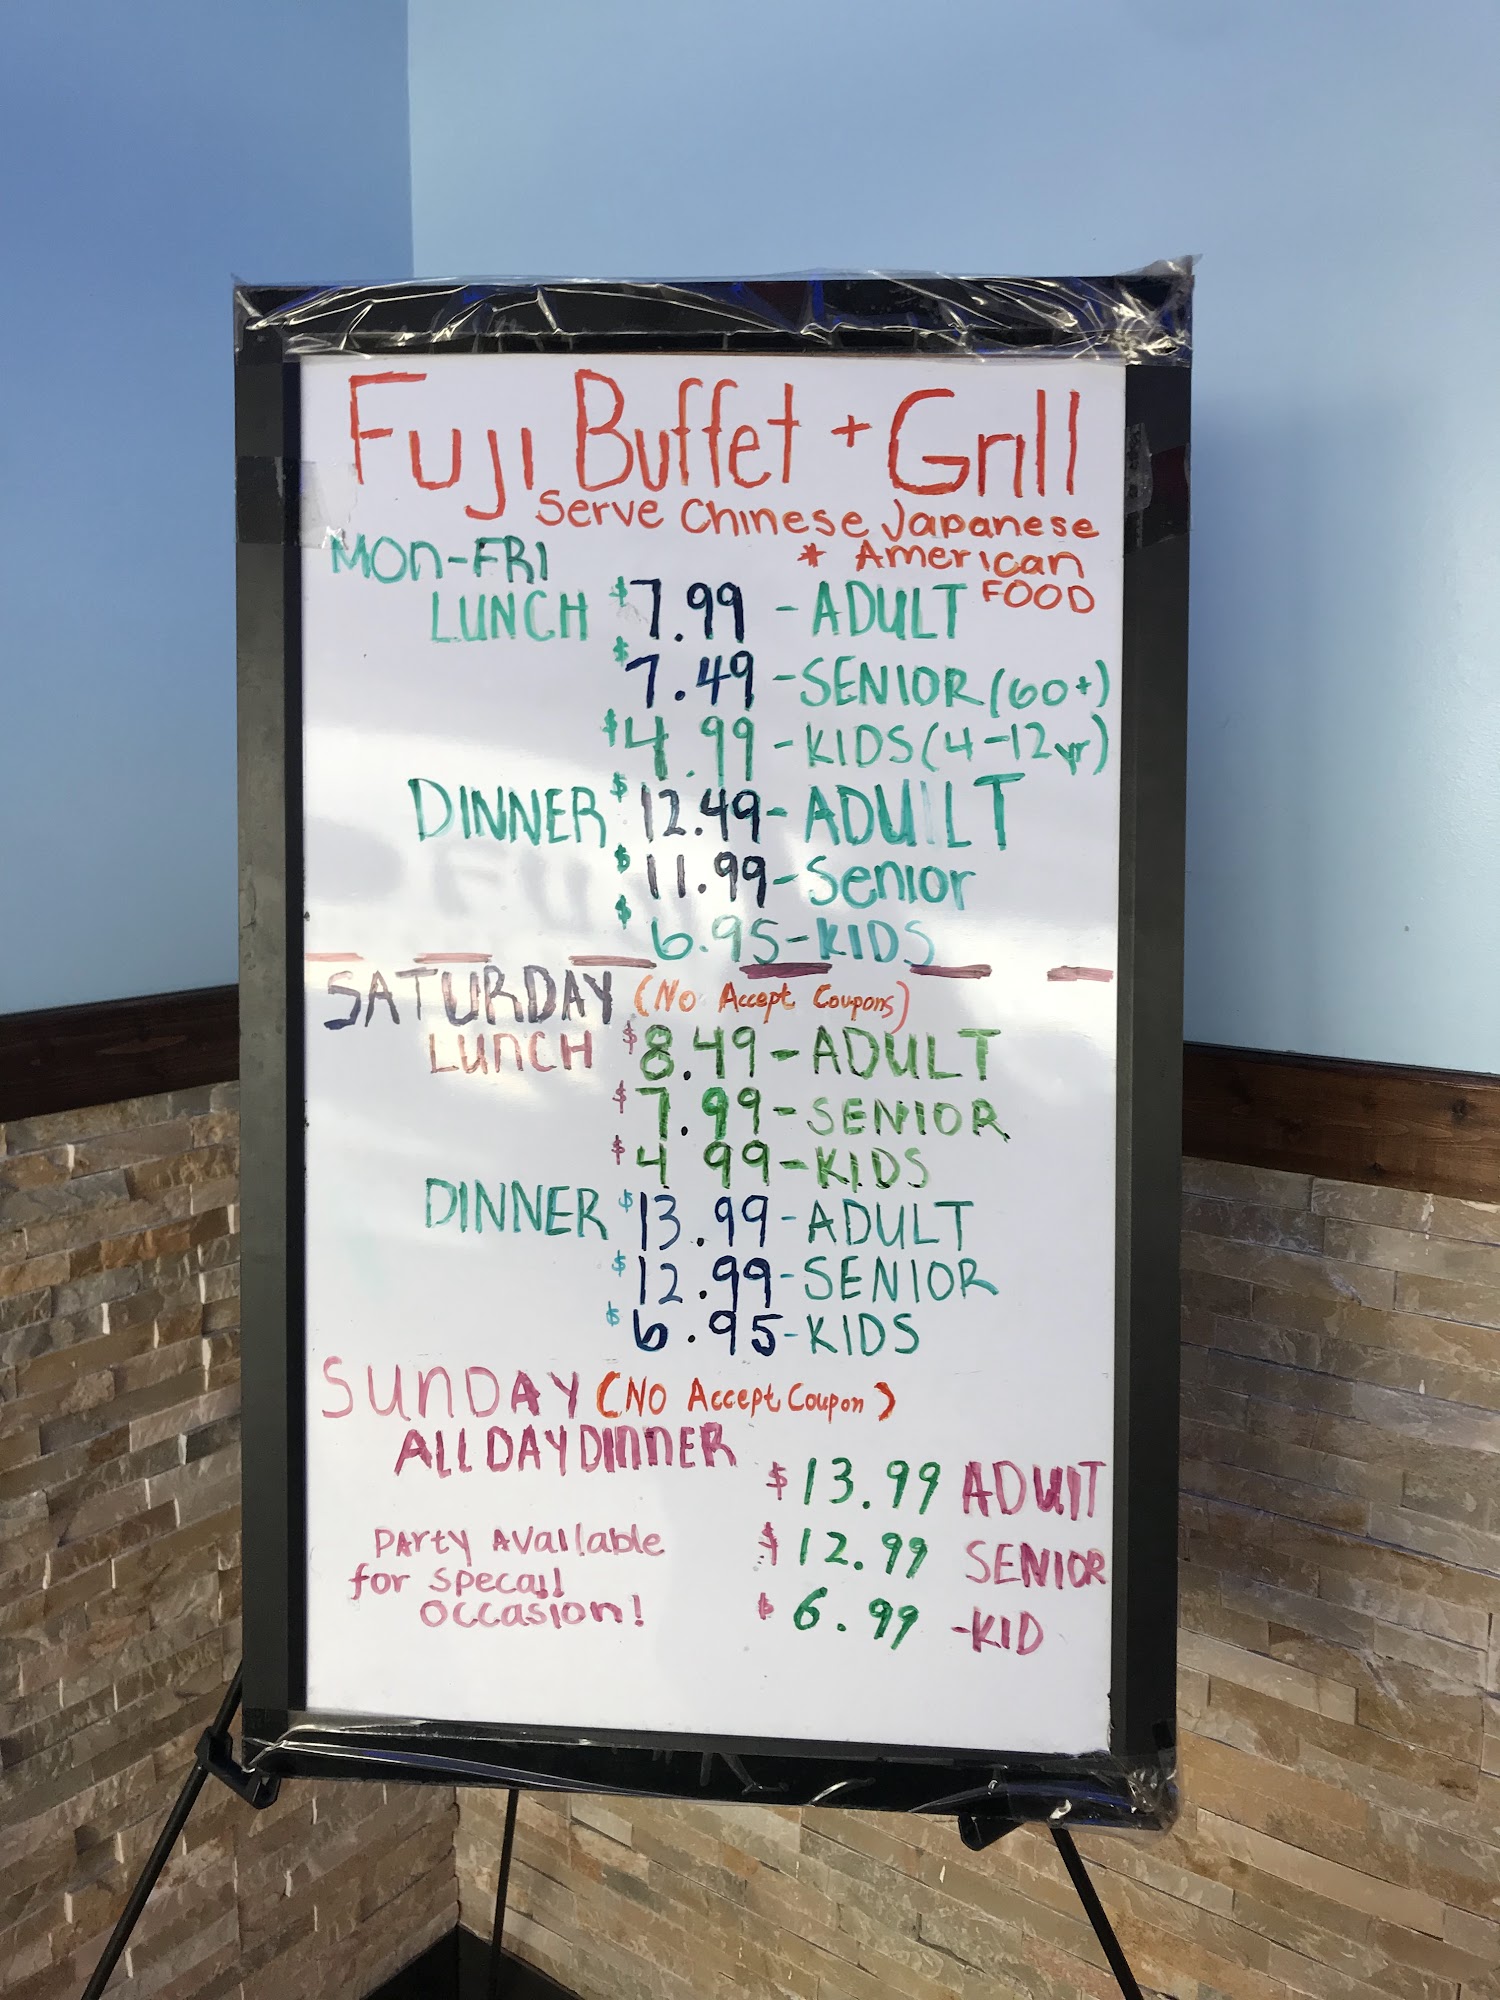 Fuji Buffet + Grill
Serve Chinese Japanese
* American
FOOD
MON-FRI
LUNCH $7.99 - ADULT
$7.49 - SENIOR (60+)
$4.99 - KIDS (4-12yr)
DINNER $12.49 - ADUILT
$11.99 - Senior
$6.95 - KIDS
SATURDAY (No Accept Coupons)
LUNCH $8.49 - ADULT
$7.99 - SENIOR
$4.99 - KIDS
DINNER $13.99 - ADULT
$12.99 - SENIOR
$6.95 - KIDS
SUNDAY (NO Accept Coupon)
ALL DAY DINNER
$13.99 ADUlT
$12.99 SENIOR
$6.99 - KID
PArty AVailable
for specall
occasion!